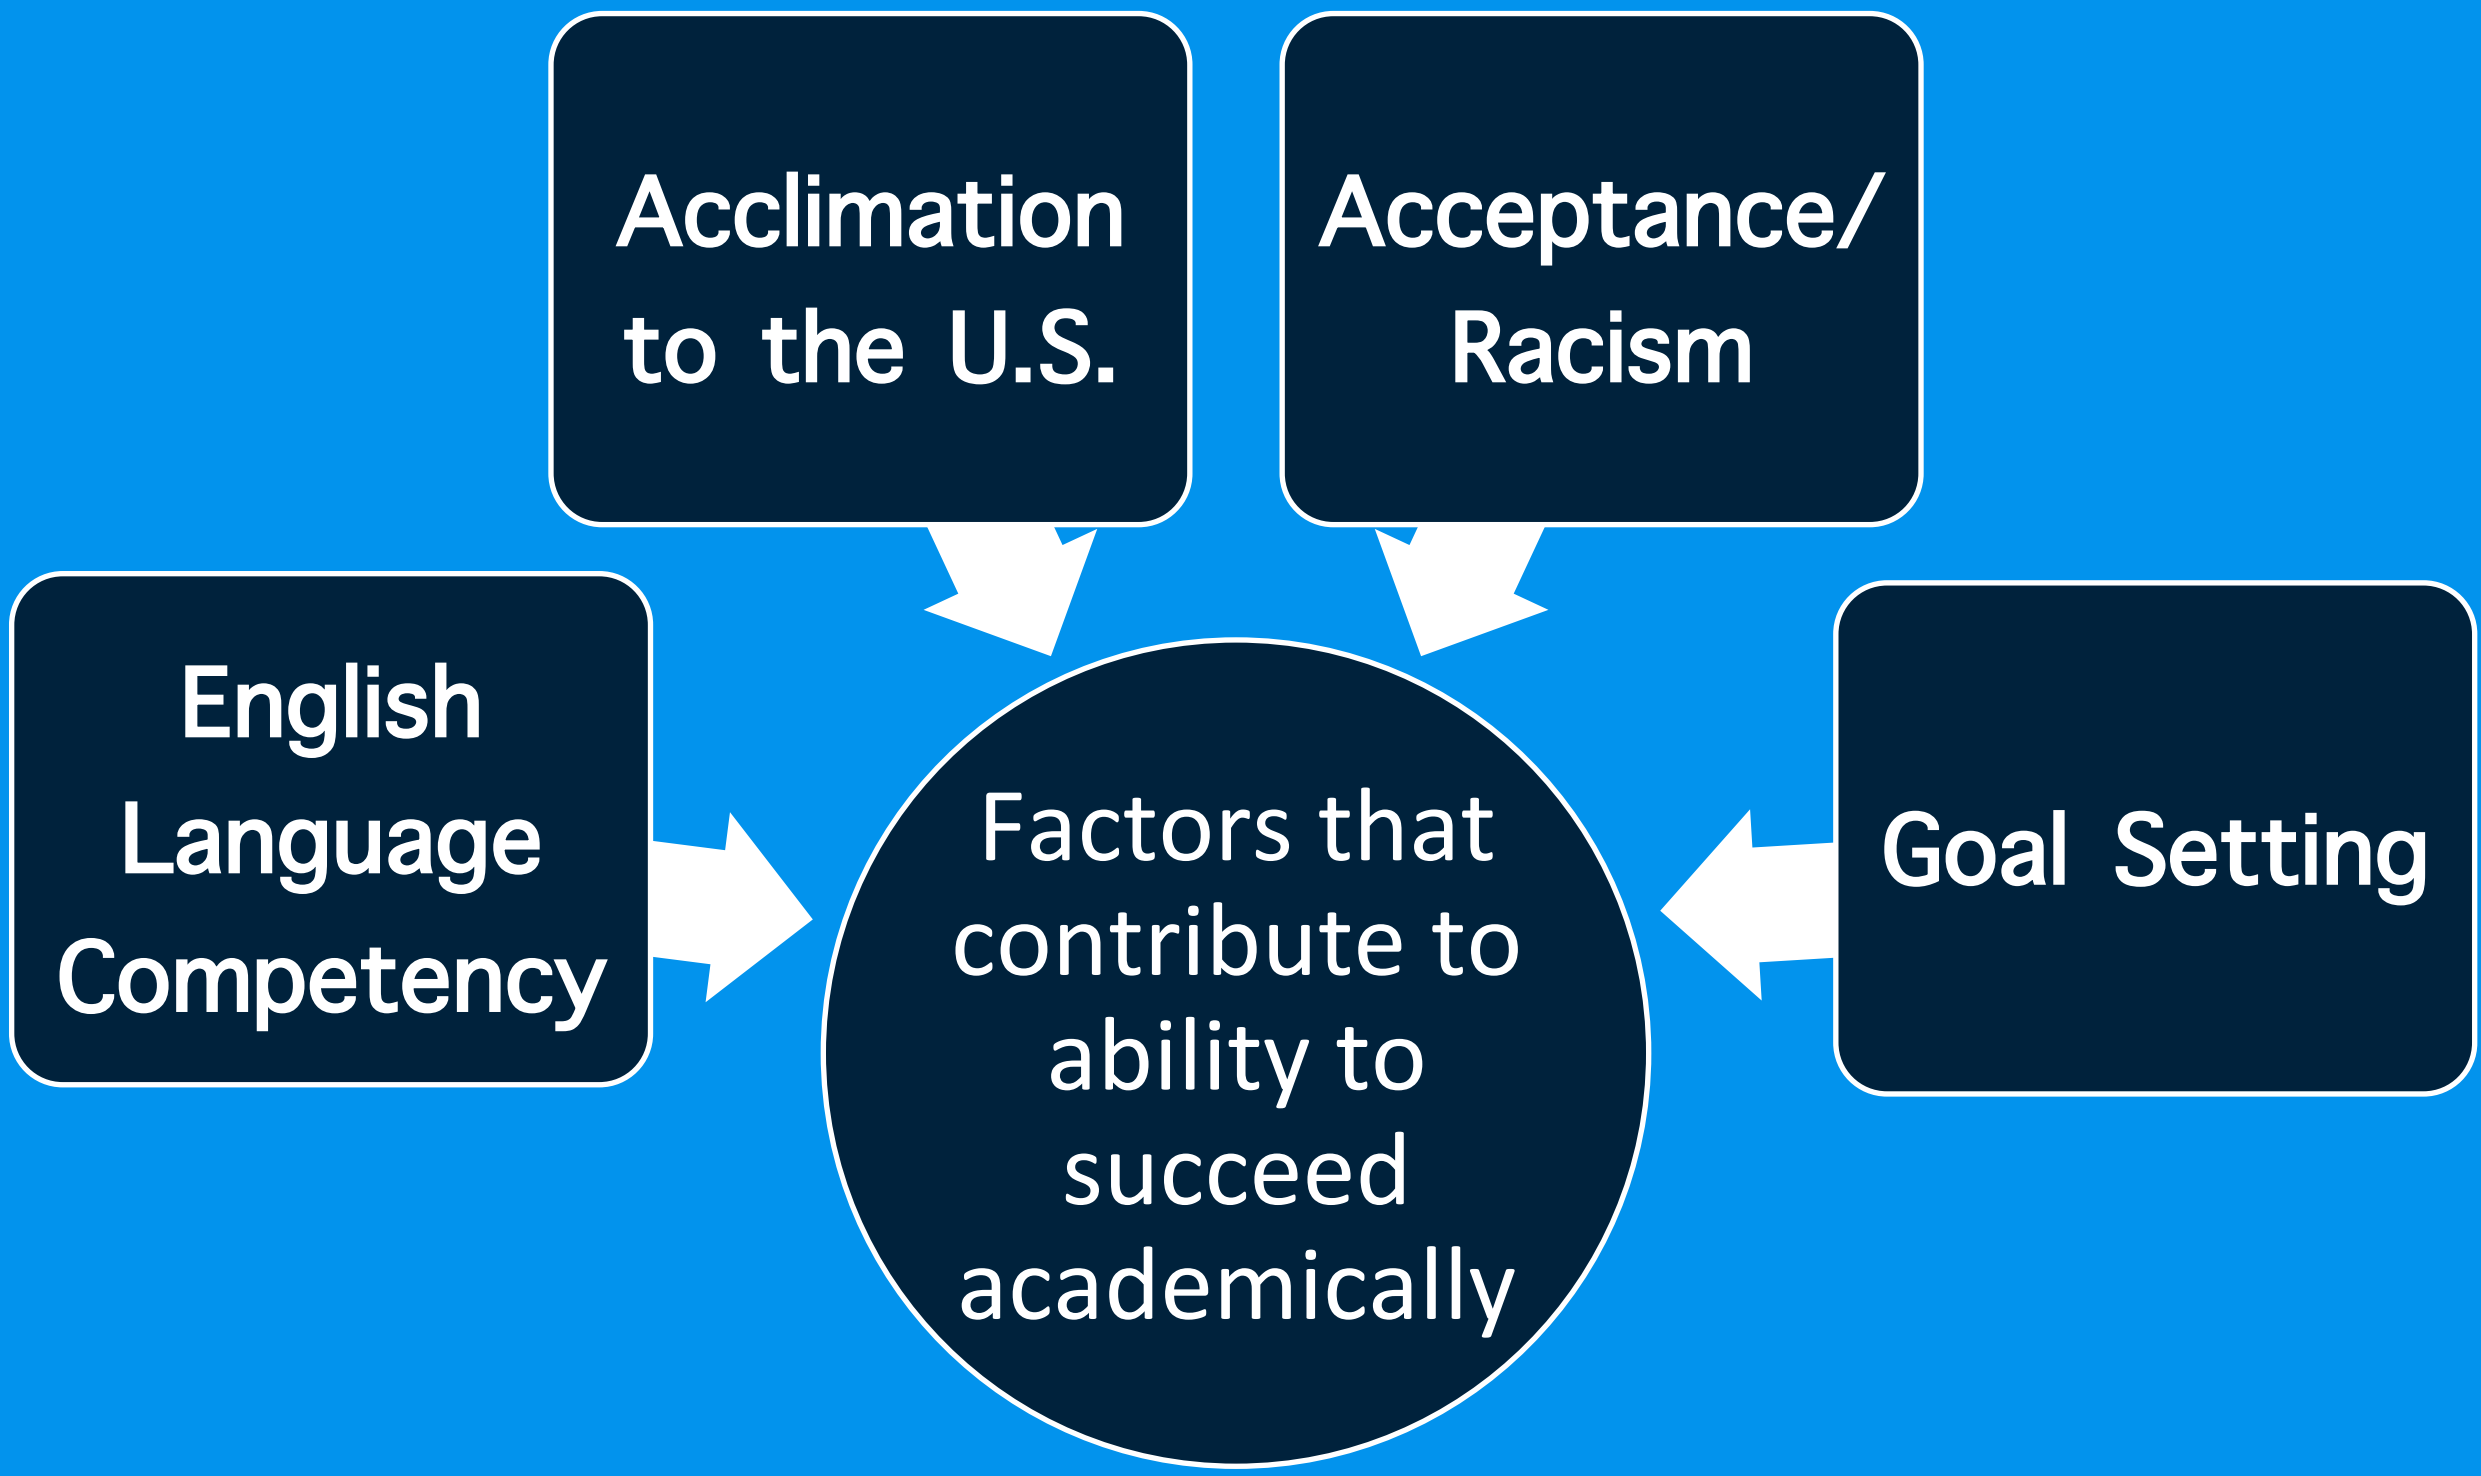 Acclimation
to the U.S.
Acceptance/
Racism
English
Language
Competency
Goal Setting
Factors that
contribute to
ability to
succeed
academically